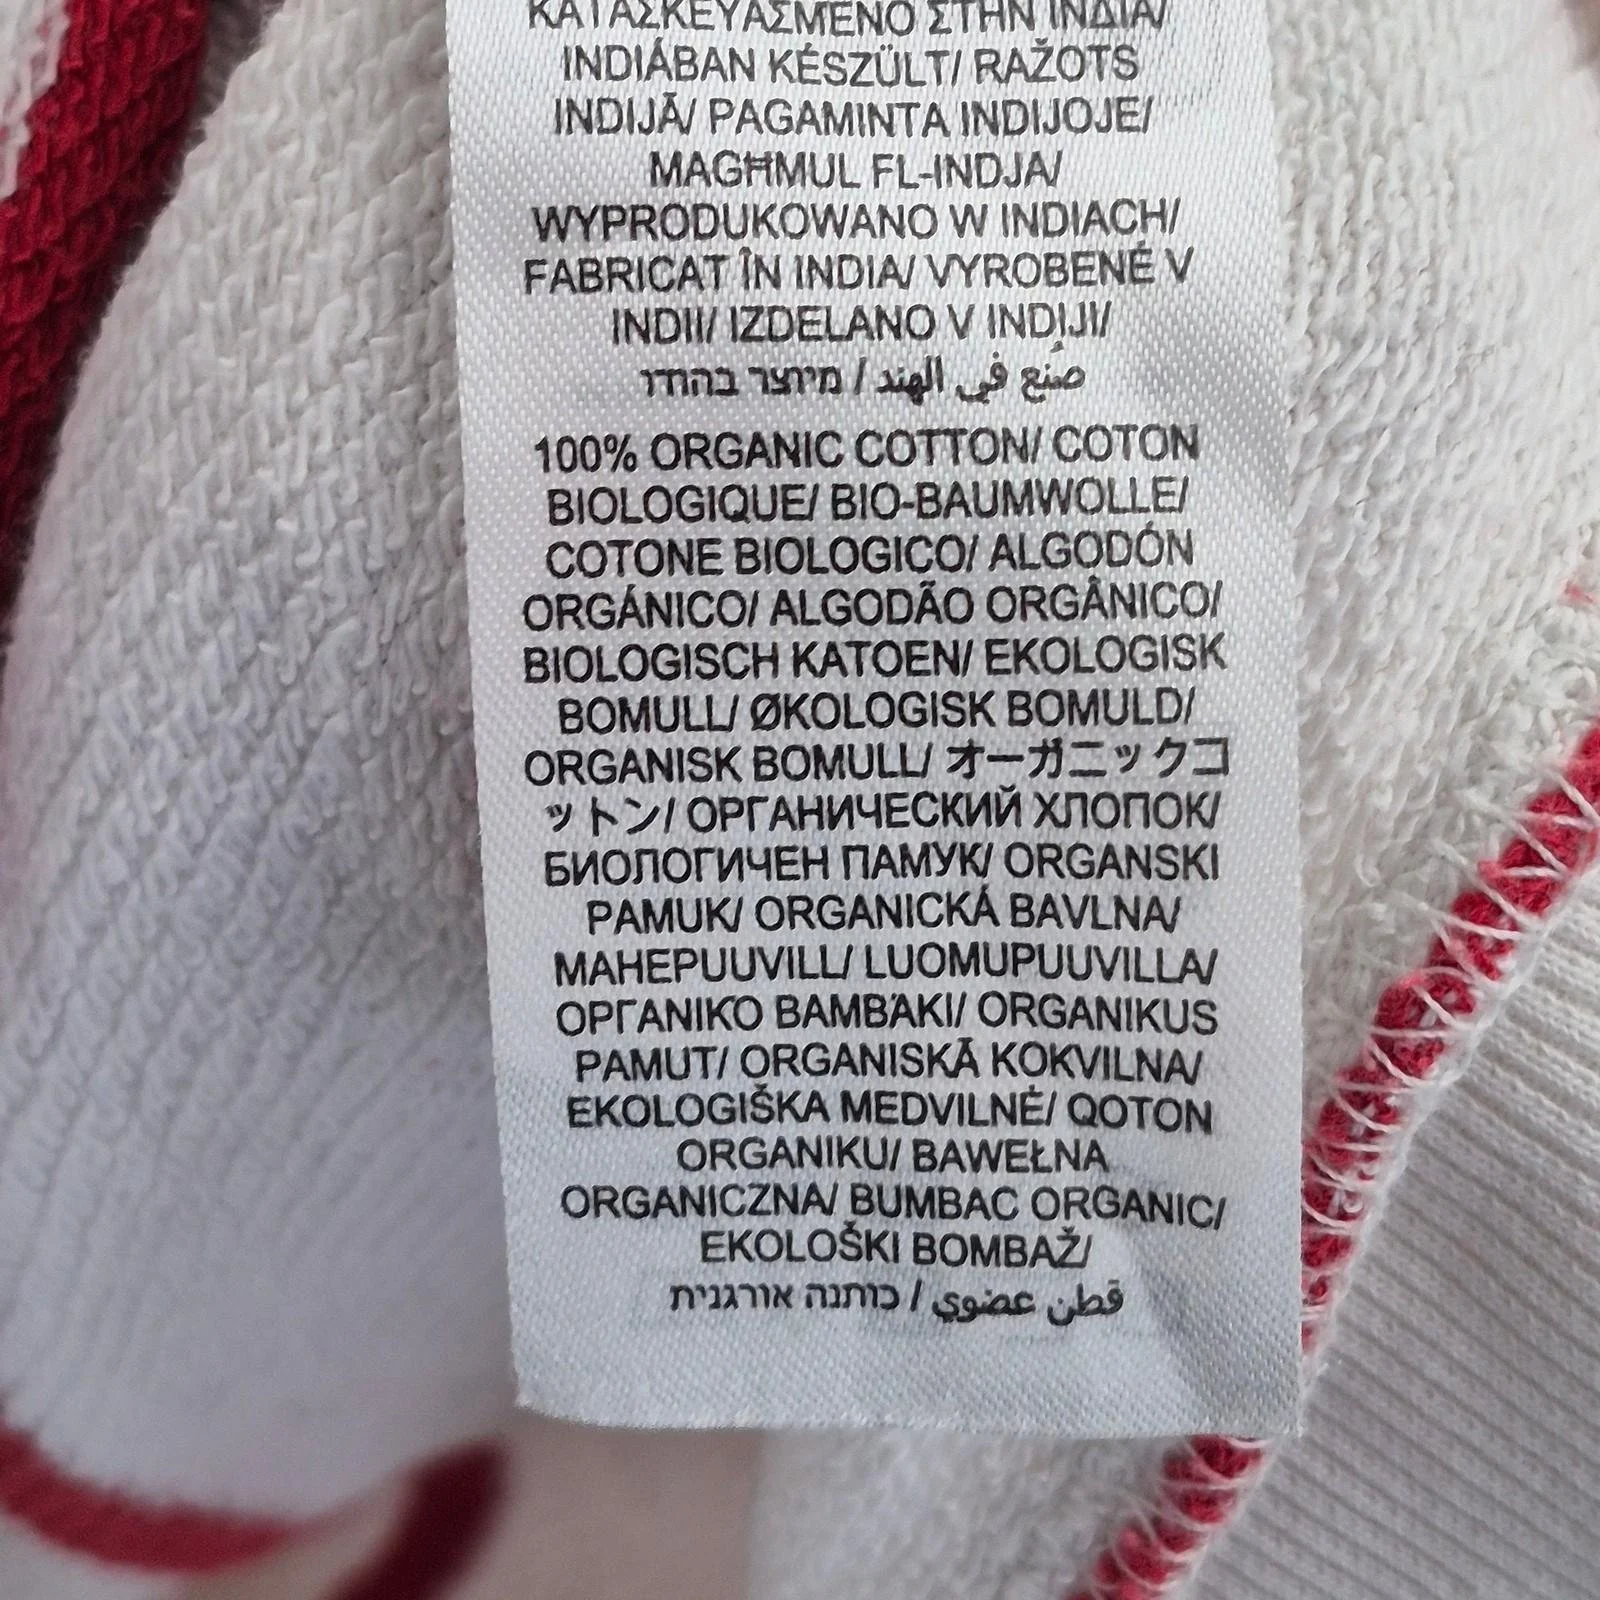 ΚΑΤΑΣΚΕΥΑΣΜΕΝΟ ΣΤΗΝ ΙΝΔΙΑ/
INDIÁBAN KÉSZÜLT/ RAŽOTS
INDIJĀ/ PAGAMINTA INDIJOJE/
MAGĦMUL FL-INDJA/
WYPRODUKOWANO W INDIACH/
FABRICAT ÎN INDIA/ VYROBENÉ V
INDII/ IZDELANO V INDIJI/
صُنِع في الهند / מיוצר בהודו
100% ORGANIC COTTON/ COTON
BIOLOGIQUE/ BIO-BAUMWOLLE/
COTONE BIOLOGICO/ ALGODÓN
ORGÁNICO/ ALGODÃO ORGÂNICO/
BIOLOGISCH KATOEN/ EKOLOGISK
BOMULL/ ØKOLOGISK BOMULD/
ORGANISK BOMULL/ オーガニックコ
ットン/ ОРГАНИЧЕСКИЙ ХЛОПОК/
БИОЛОГИЧЕН ПАМУК/ ORGANSKI
PAMUK/ ORGANICKÁ BAVLNA/
MAHEPUUVILL/ LUOMUPUUVILLA/
ΟΡΓΑΝΙΚΌ ΒΑΜΒΆΚΙ/ ORGANIKUS
PAMUT/ ORGANISKĀ KOKVILNA/
EKOLOGIŠKA MEDVILNĖ/ QOTON
ORGANIKU/ BAWEŁNA
ORGANICZNA/ BUMBAC ORGANIC/
EKOLOŠKI BOMBAŽ/
قطن عضوي / כותנה אורגנית